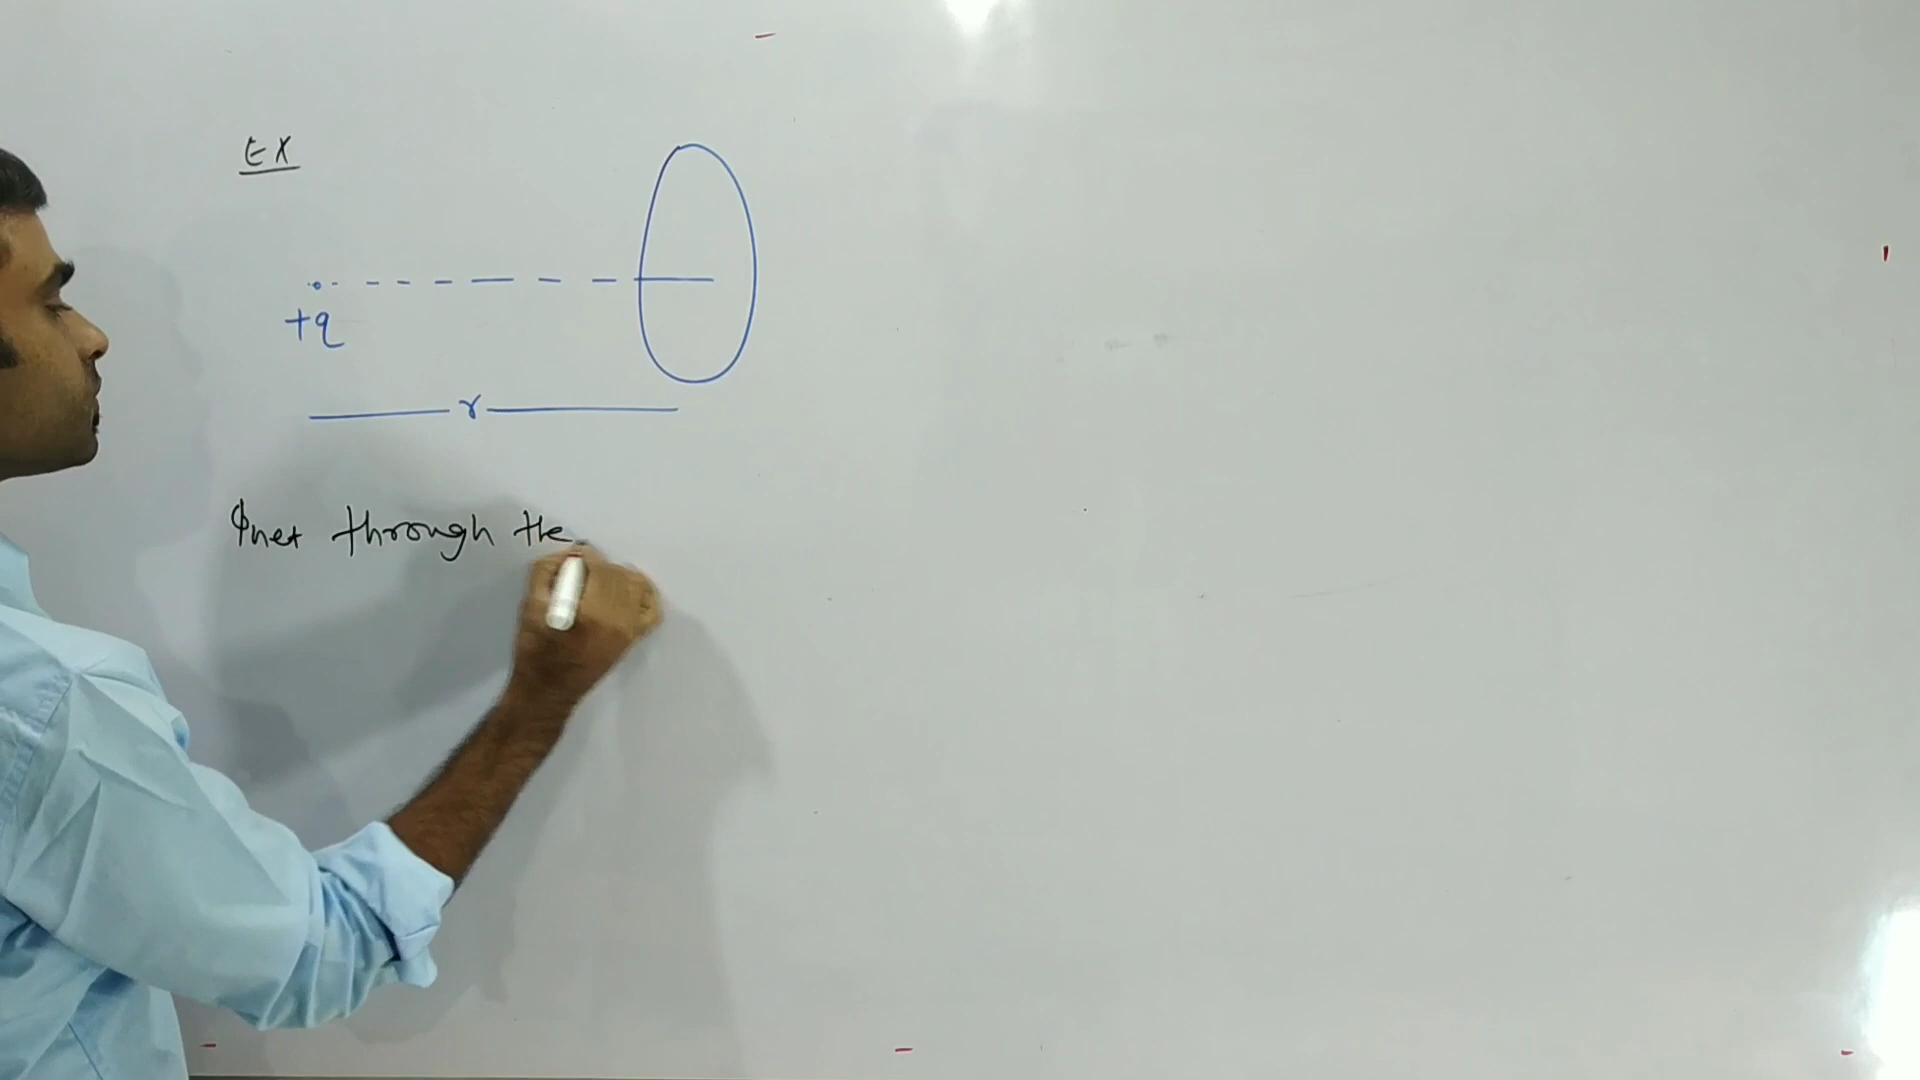 EX
+q
r
Φnet through the